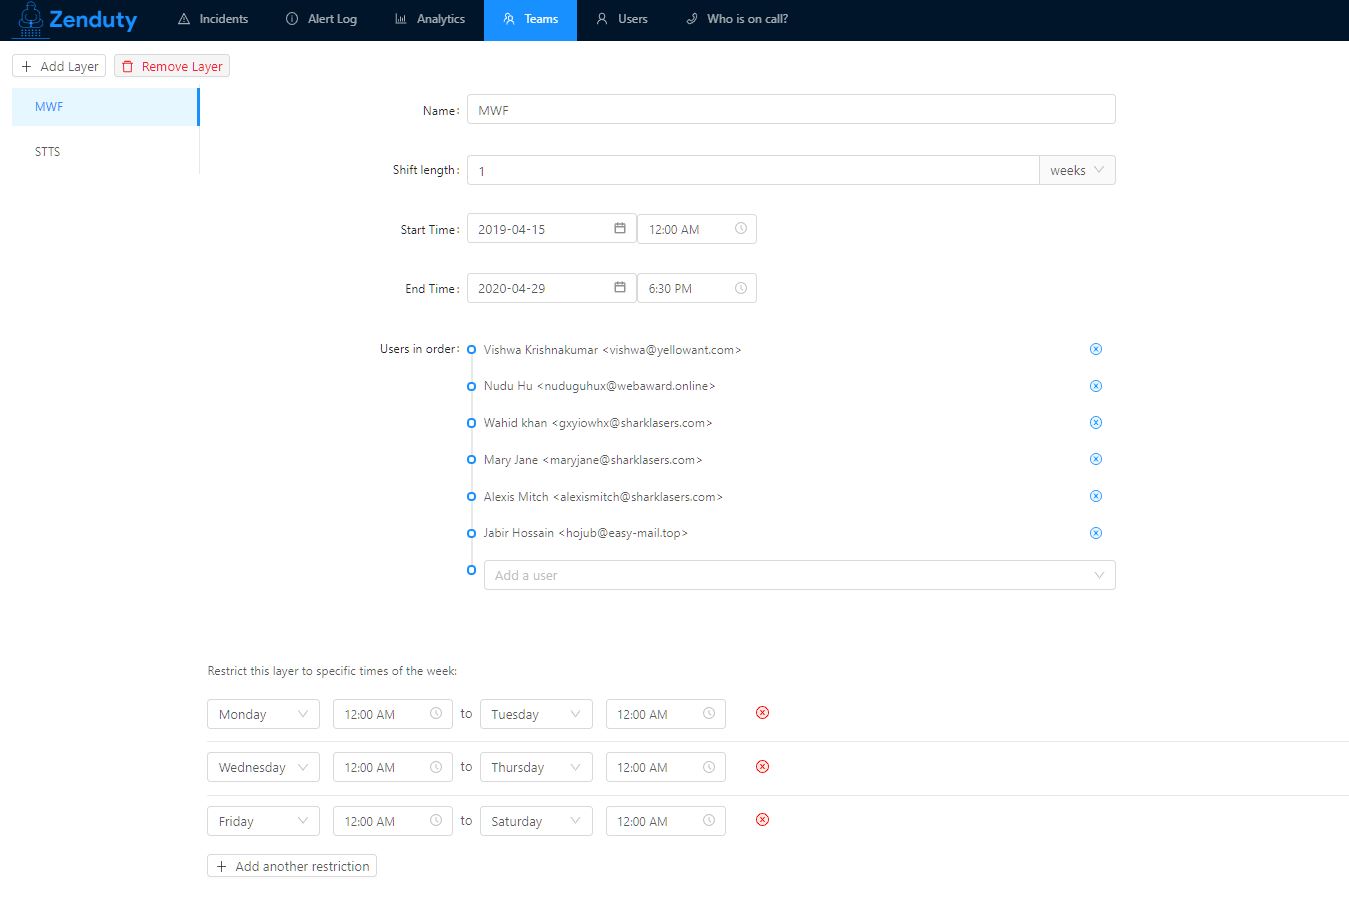 Zenduty
Incidents
Alert Log
Analytics
Teams
Users
Who is on call?
Add Layer
Remove Layer
MWF
STTS
Name:
MWF
Shift length:
1
weeks
Start Time:
2019-04-15
12:00 AM
End Time:
2020-04-29
6:30 PM
Users in order:
Vishwa Krishnakumar <vishwa@yellowant.com>
Nudu Hu <nuduguhux@webaward.online>
Wahid khan <gxyiowhx@sharklasers.com>
Mary Jane <maryjane@sharklasers.com>
Alexis Mitch <alexismitch@sharklasers.com>
Jabir Hossain <hojub@easy-mail.top>
Add a user
Restrict this layer to specific times of the week:
Monday 12:00 AM to Tuesday 12:00 AM
Wednesday 12:00 AM to Thursday 12:00 AM
Friday 12:00 AM to Saturday 12:00 AM
Add another restriction